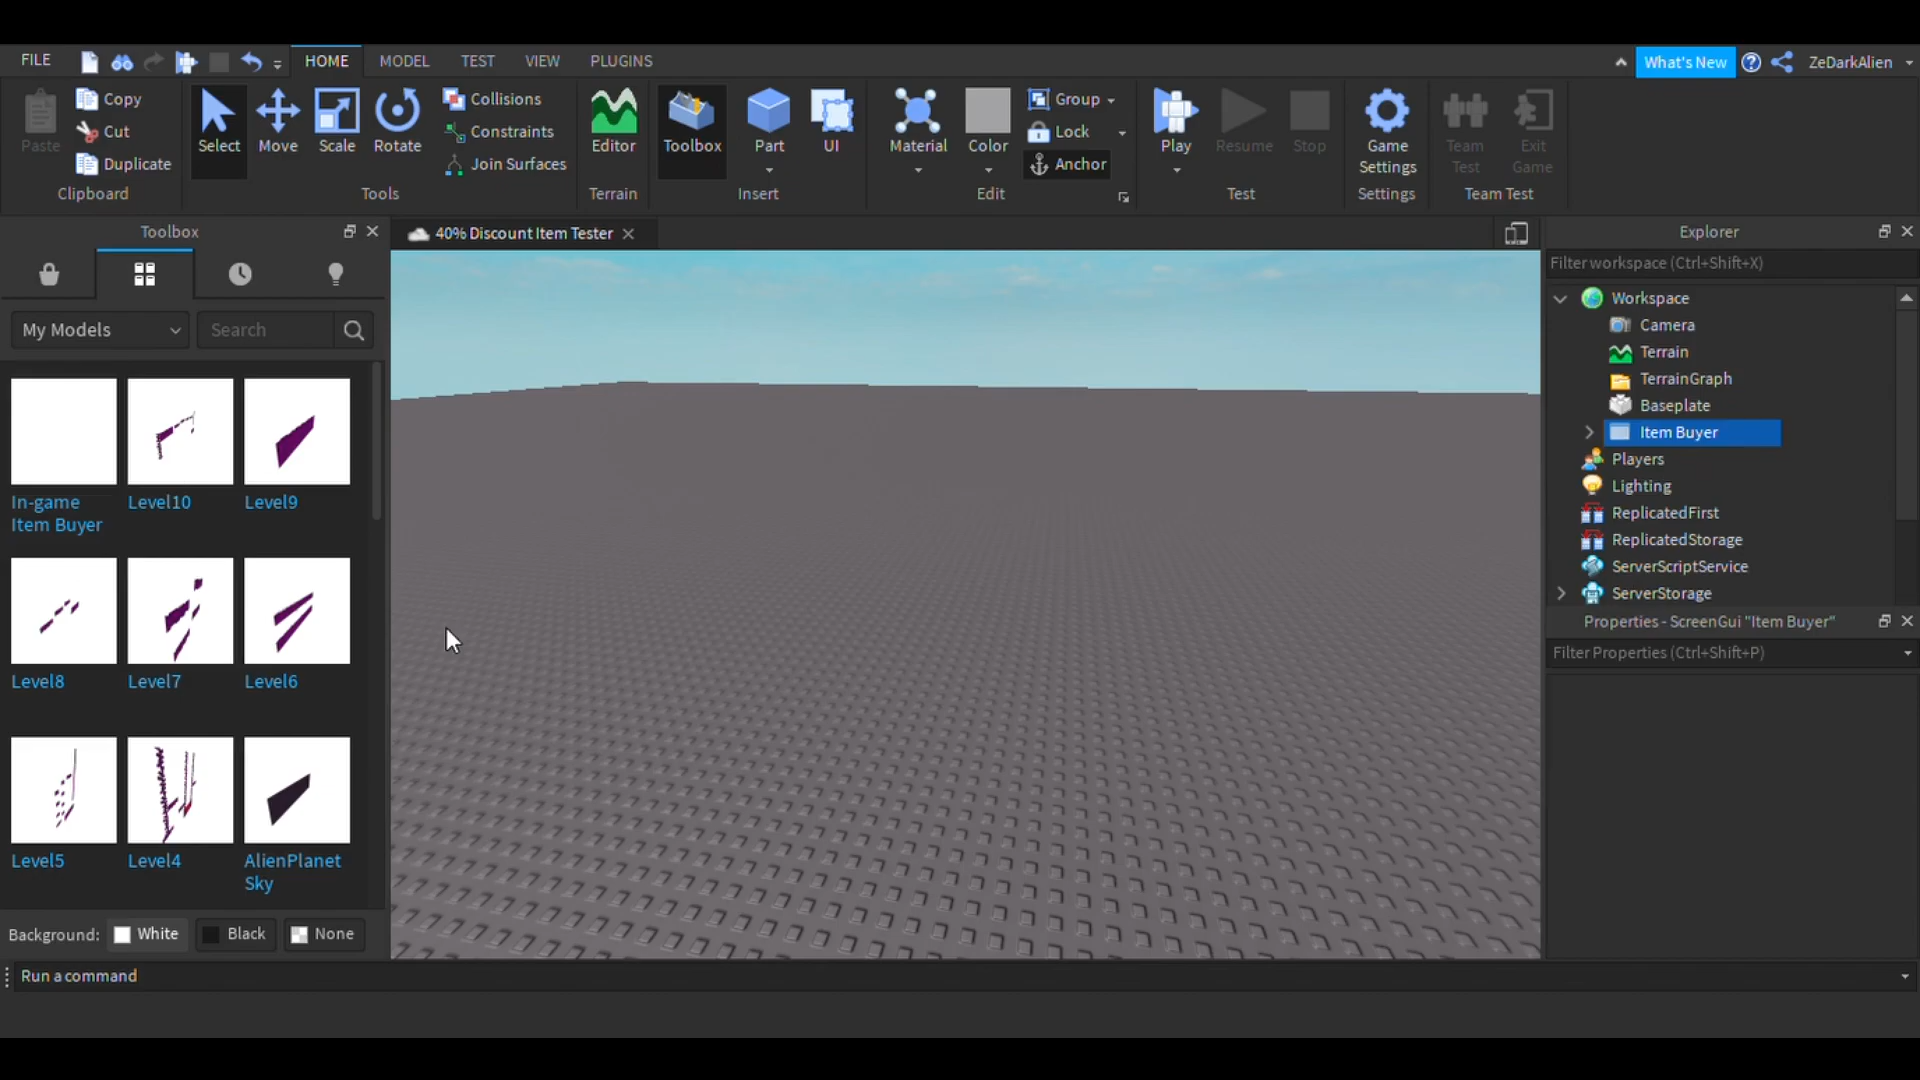 FILE
HOME
MODEL
TEST
VIEW
PLUGINS
What's New
ZeDarkAlien
Paste
Copy
Cut
Duplicate
Clipboard
Select
Move
Scale
Rotate
Collisions
Constraints
Join Surfaces
Tools
Editor
Terrain
Toolbox
Part
UI
Insert
Material
Color
Group
Lock
Anchor
Edit
Play
Resume
Stop
Test
Game
Settings
Settings
Team
Test
Exit
Game
Team Test
Toolbox
My Models
Search
In-game
Item Buyer
Level10
Level9
Level8
Level7
Level6
Level5
Level4
AlienPlanet
Sky
Background:
White
Black
None
40% Discount Item Tester
Explorer
Filter workspace (Ctrl+Shift+X)
Workspace
Camera
Terrain
TerrainGraph
Baseplate
Item Buyer
Players
Lighting
ReplicatedFirst
ReplicatedStorage
ServerScriptService
ServerStorage
Properties - ScreenGui "Item Buyer"
Filter Properties (Ctrl+Shift+P)
Run a command